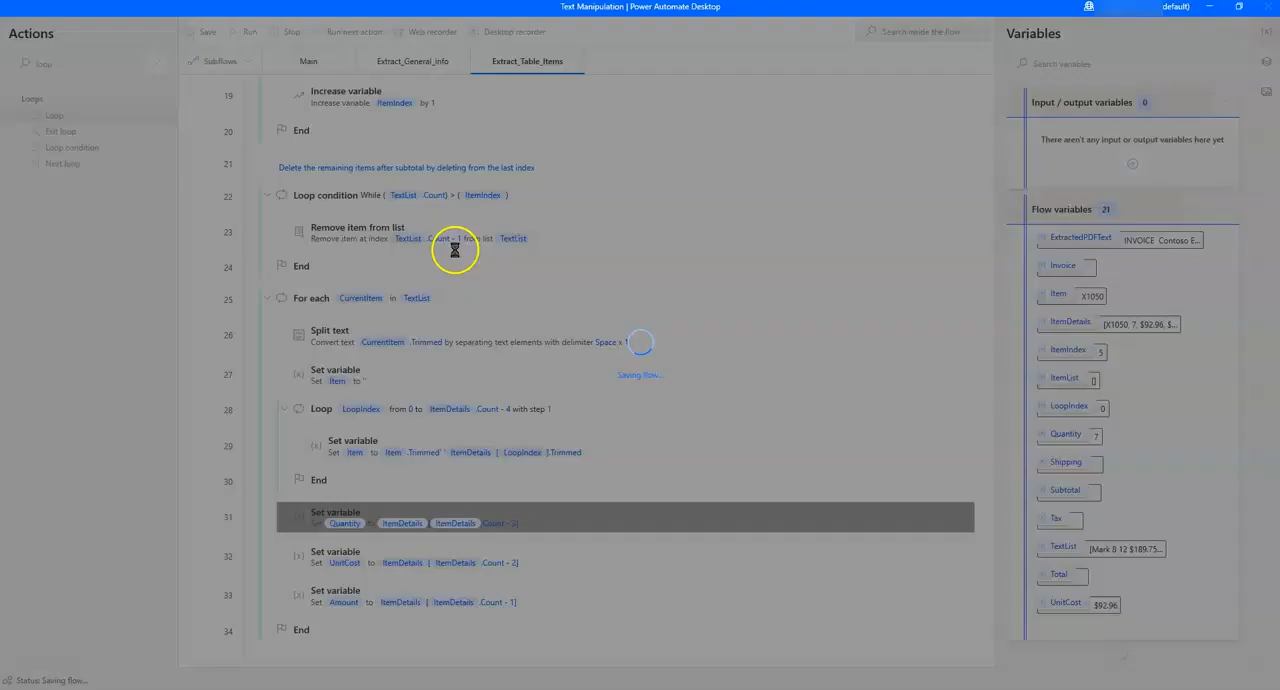 Text Manipulation | Power Automate Desktop
default)
Actions
Save
Run
Stop
Run next action
Web recorder
Desktop recorder
Search inside the flow
Variables
{x}
loop
Subflows
Main
Extract_General_Info
Extract_Table_Items
Search variables
Loops
Loop
Exit loop
Loop condition
Next loop
19
Increase variable
Increase variable ItemIndex by 1
20
End
21
Delete the remaining items after subtotal by deleting from the last index
22
Loop condition While ( TextList .Count) > ( ItemIndex )
23
Remove item from list
Remove item at index TextList .Count - 1 from list TextList
24
End
25
For each CurrentItem in TextList
26
Split text
Convert text CurrentItem .Trimmed by separating text elements with delimiter Space x 1
27
Set variable
Set Item to ''
28
Loop LoopIndex from 0 to ItemDetails .Count - 4 with step 1
29
Set variable
Set Item to Item .Trimmed' ' ItemDetails [ LoopIndex ].Trimmed
30
End
31
Set variable
Set Quantity to ItemDetails [ ItemDetails .Count - 3]
32
Set variable
Set UnitCost to ItemDetails [ ItemDetails .Count - 2]
33
Set variable
Set Amount to ItemDetails [ ItemDetails .Count - 1]
34
End
Saving flow...
Input / output variables 0
There aren't any input or output variables here yet
Flow variables 21
ExtractedPDFText INVOICE Contoso E...
Invoice
Item X1050
ItemDetails [X1050, 7, $92.96, $...
ItemIndex 5
ItemList []
LoopIndex 0
Quantity 7
Shipping
Subtotal
Tax
TextList [Mark 8 12 $189.75...
Total
UnitCost $92.96
Status: Saving flow...